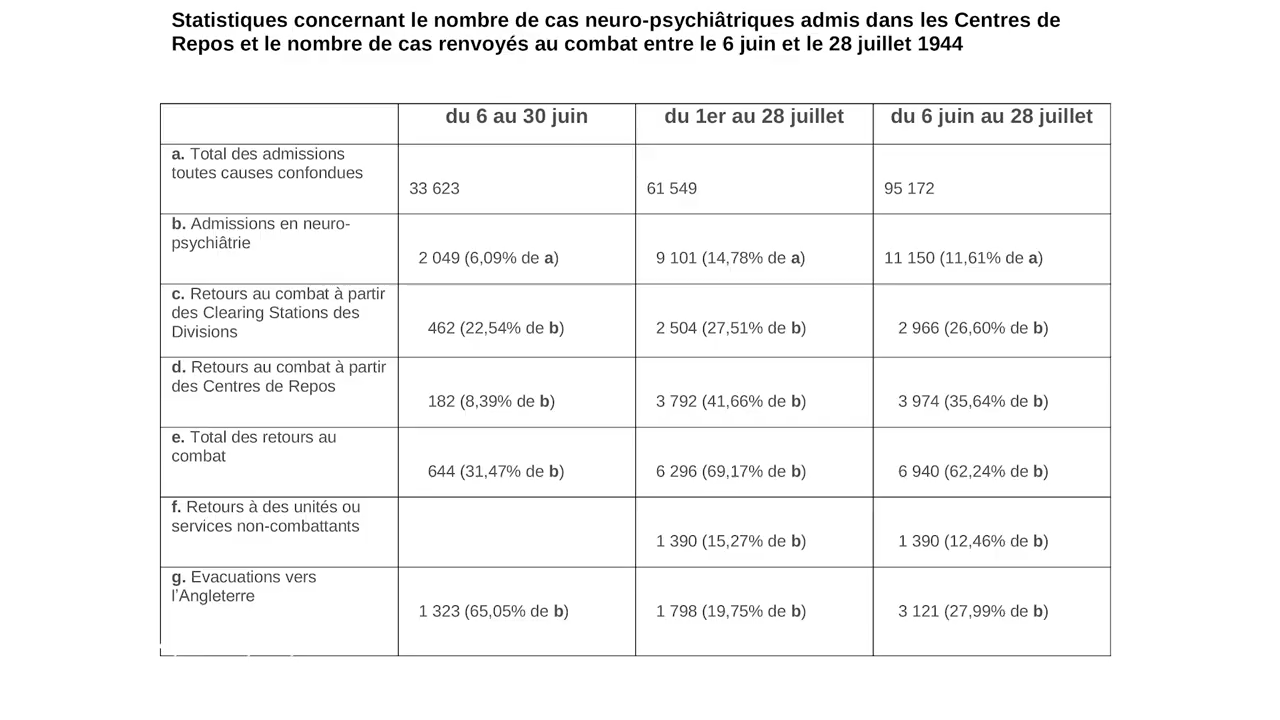 Statistiques concernant le nombre de cas neuro-psychiâtriques admis dans les Centres de
Repos et le nombre de cas renvoyés au combat entre le 6 juin et le 28 juillet 1944
du 6 au 30 juin du 1er au 28 juillet du 6 juin au 28 juillet
a. Total des admissions
toutes causes confondues
33 623 61 549 95 172
b. Admissions en neuro-
psychiâtrie
2 049 (6,09% de a) 9 101 (14,78% de a) 11 150 (11,61% de a)
c. Retours au combat à partir
des Clearing Stations des
Divisions
462 (22,54% de b) 2 504 (27,51% de b) 2 966 (26,60% de b)
d. Retours au combat à partir
des Centres de Repos
182 (8,39% de b) 3 792 (41,66% de b) 3 974 (35,64% de b)
e. Total des retours au
combat
644 (31,47% de b) 6 296 (69,17% de b) 6 940 (62,24% de b)
f. Retours à des unités ou
services non-combattants
1 390 (15,27% de b) 1 390 (12,46% de b)
g. Evacuations vers
l’Angleterre
1 323 (65,05% de b) 1 798 (19,75% de b) 3 121 (27,99% de b)